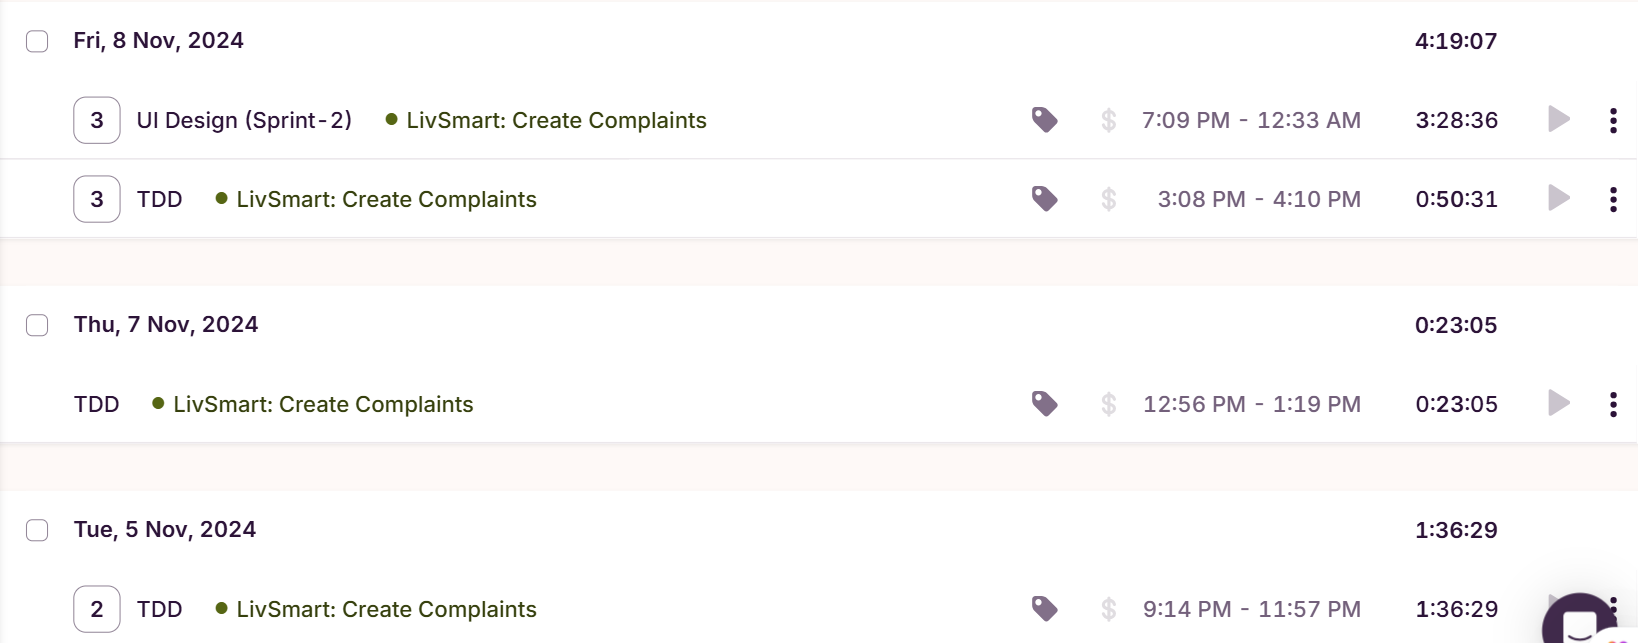 Fri, 8 Nov, 2024 4:19:07
3 UI Design (Sprint-2) LivSmart: Create Complaints $ 7:09 PM - 12:33 AM 3:28:36
3 TDD LivSmart: Create Complaints $ 3:08 PM - 4:10 PM 0:50:31
Thu, 7 Nov, 2024 0:23:05
TDD LivSmart: Create Complaints $ 12:56 PM - 1:19 PM 0:23:05
Tue, 5 Nov, 2024 1:36:29
2 TDD LivSmart: Create Complaints $ 9:14 PM - 11:57 PM 1:36:29